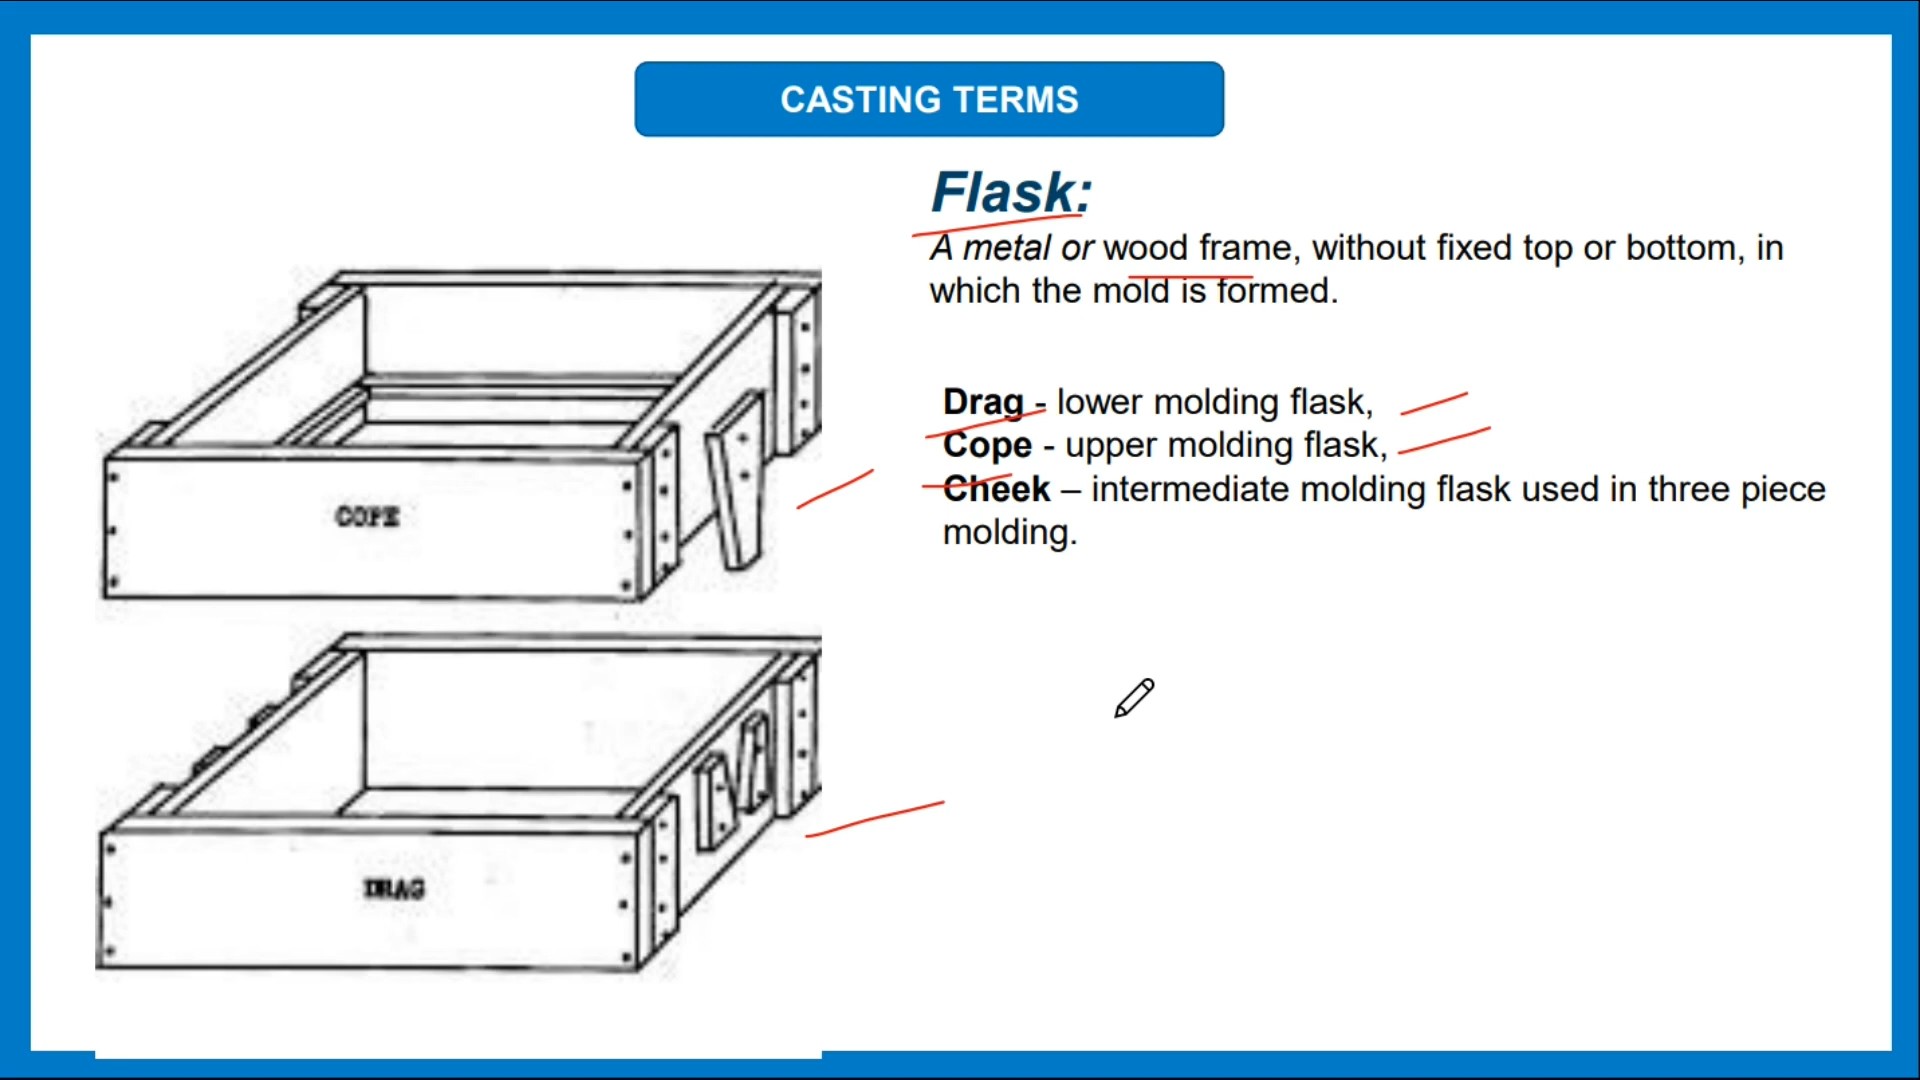 CASTING TERMS
Flask:
A metal or wood frame, without fixed top or bottom, in
which the mold is formed.
Drag - lower molding flask,
Cope - upper molding flask,
Cheek – intermediate molding flask used in three piece
molding.
COPE
DRAG